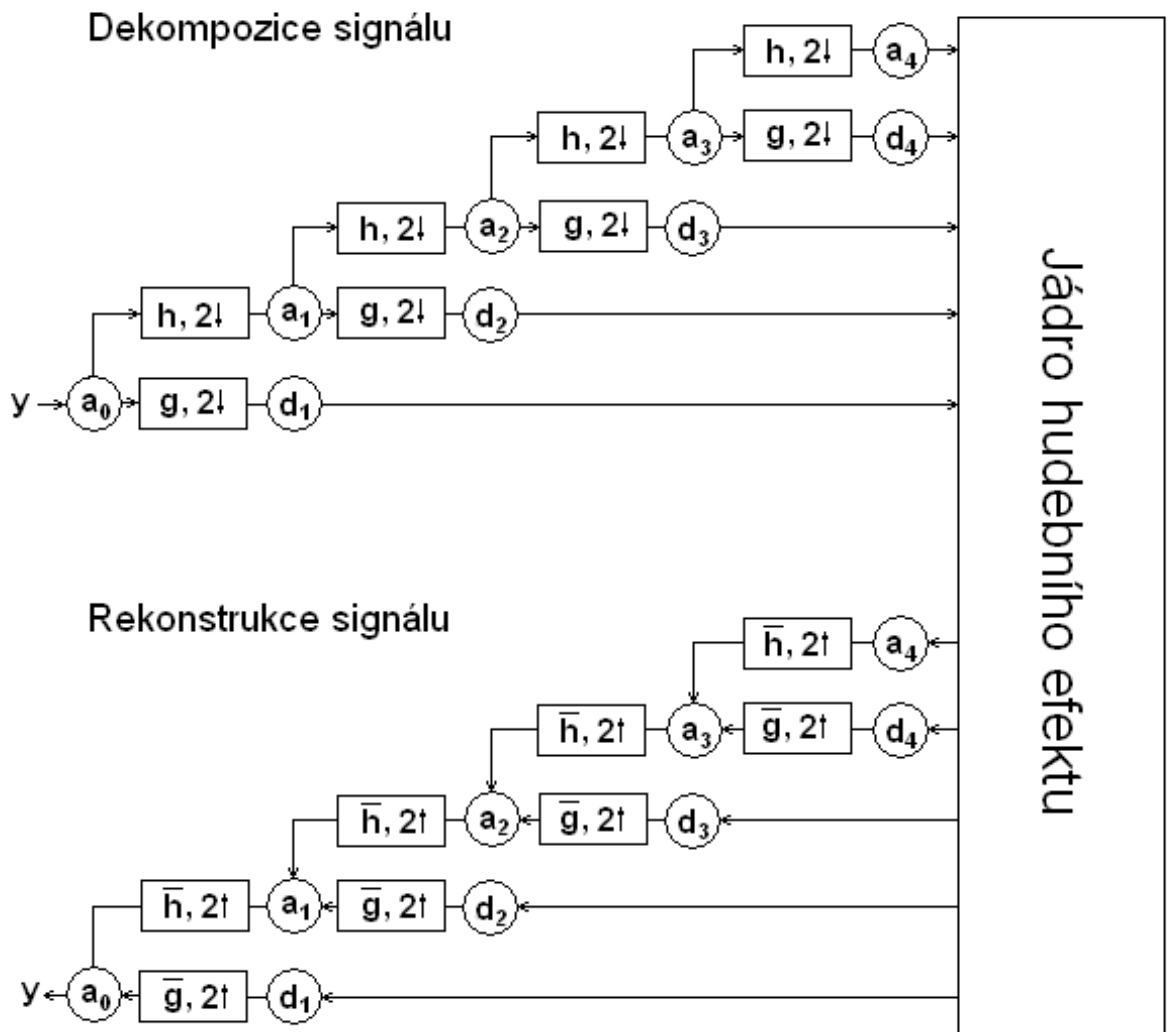 Dekompozice signálu
h, 2↓ a₄
h, 2↓ a₃ g, 2↓ d₄
h, 2↓ a₂ g, 2↓ d₃
h, 2↓ a₁ g, 2↓ d₂
y a₀ g, 2↓ d₁
Jádro hudebního efektu
Rekonstrukce signálu
h̅, 2↑ a₄
h̅, 2↑ a₃ g̅, 2↑ d₄
h̅, 2↑ a₂ g̅, 2↑ d₃
h̅, 2↑ a₁ g̅, 2↑ d₂
y a₀ g̅, 2↑ d₁